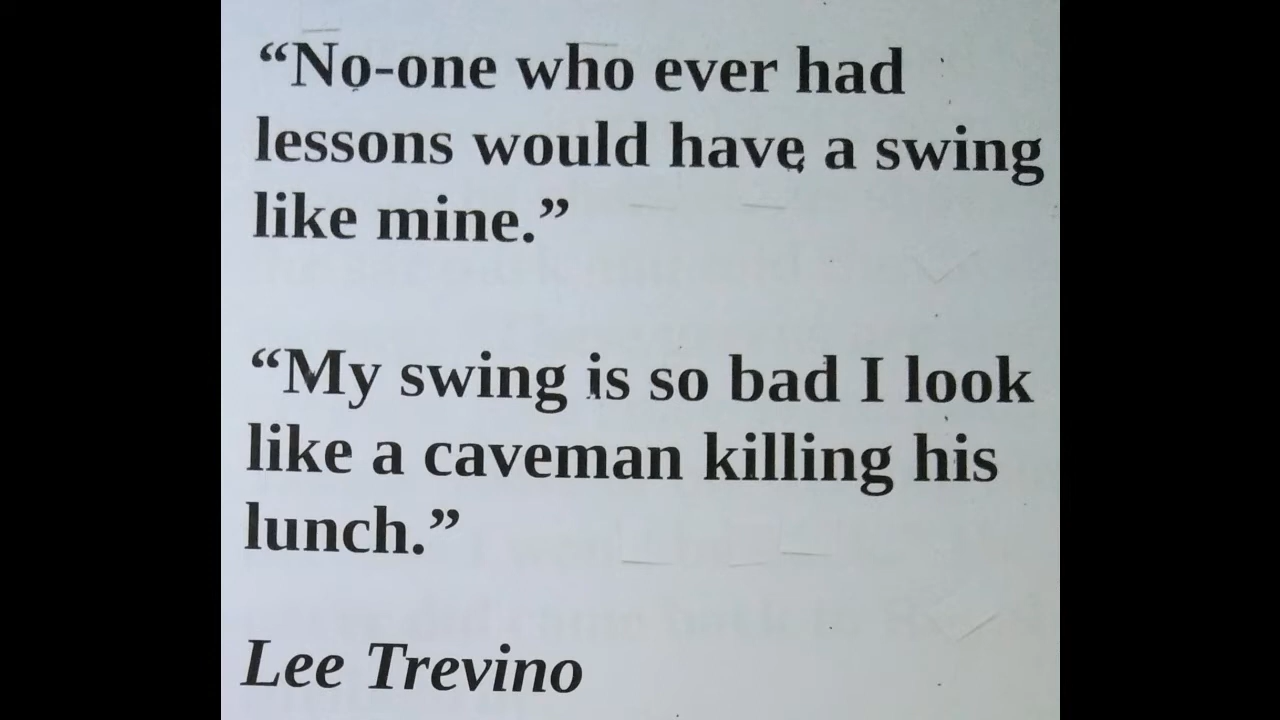 “No-one who ever had
lessons would have a swing
like mine.”
“My swing is so bad I look
like a caveman killing his
lunch.”
Lee Trevino